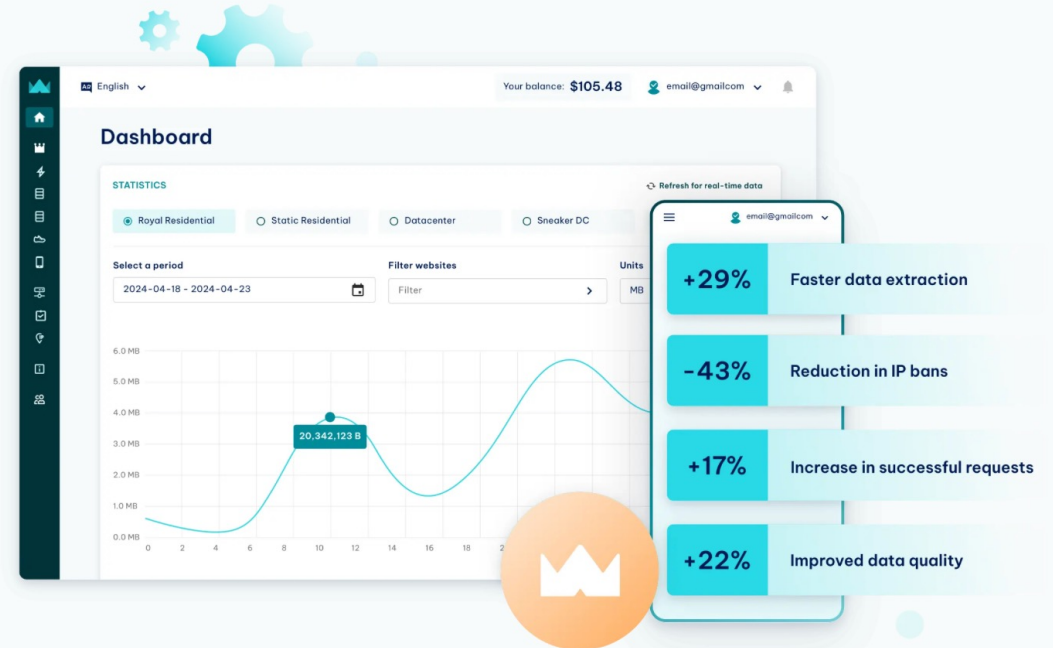 English
Your balance: $105.48
email@gmailcom
Dashboard
STATISTICS
Refresh for real-time data
Royal Residential
Static Residential
Datacenter
Sneaker DC
Select a period
Filter websites
Units
2024-04-18 - 2024-04-23
Filter
MB
6.0 MB
5.0 MB
4.0 MB
3.0 MB
2.0 MB
1.0 MB
0.0 MB
20,342,123 B
0 2 4 6 8 10 12 14 16 18
email@gmailcom
+29% Faster data extraction
-43% Reduction in IP bans
+17% Increase in successful requests
+22% Improved data quality